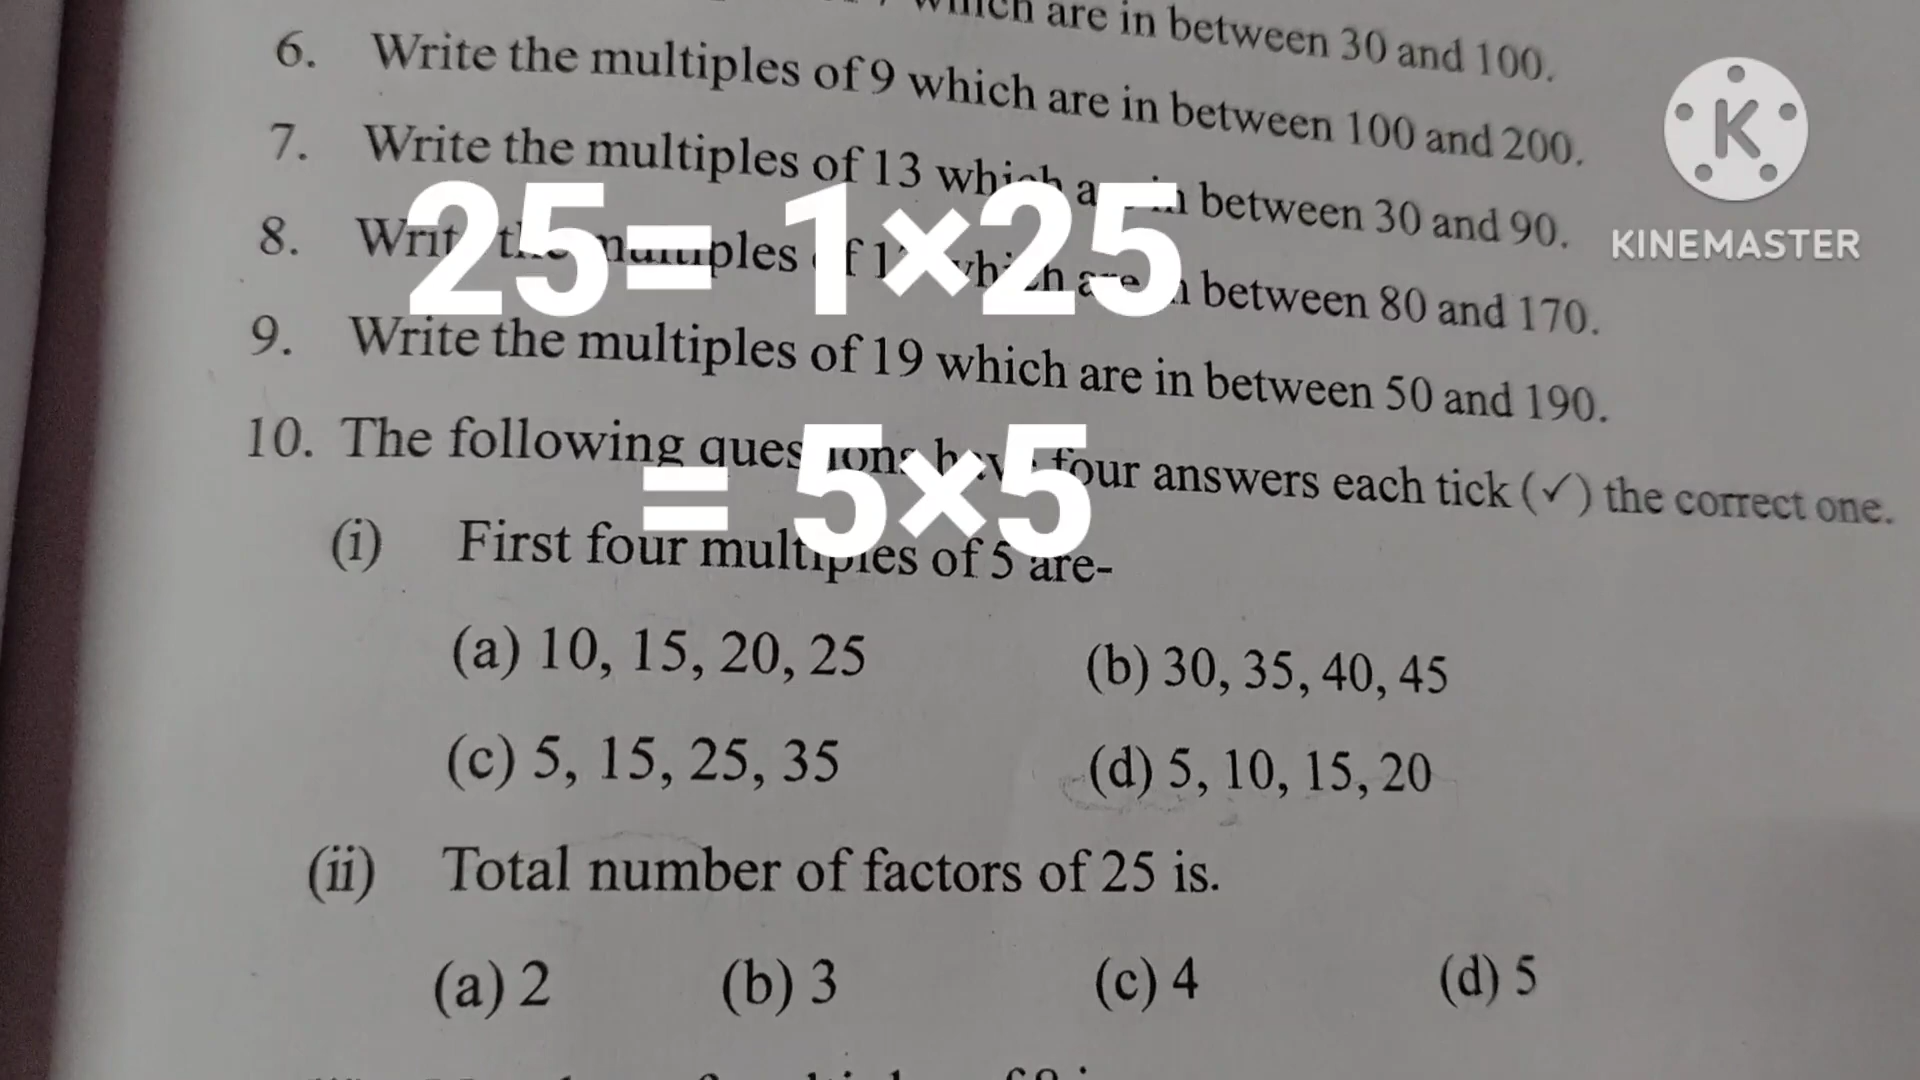 which are in between 30 and 100.
6. Write the multiples of 9 which are in between 100 and 200.
7. Write the multiples of 13 which in between 30 and 90.
8. which between 80 and 170.
25= 1×25
9. Write the multiples of 19 which are in between 50 and 190.
10. The following four answers each tick (✓) the correct one.
= 5×5
(i) First four multiples of 5 are-
(a) 10, 15, 20, 25 (b) 30, 35, 40, 45
(c) 5, 15, 25, 35 (d) 5, 10, 15, 20
(ii) Total number of factors of 25 is.
(a) 2 (b) 3 (c) 4 (d) 5
K
KINEMASTER